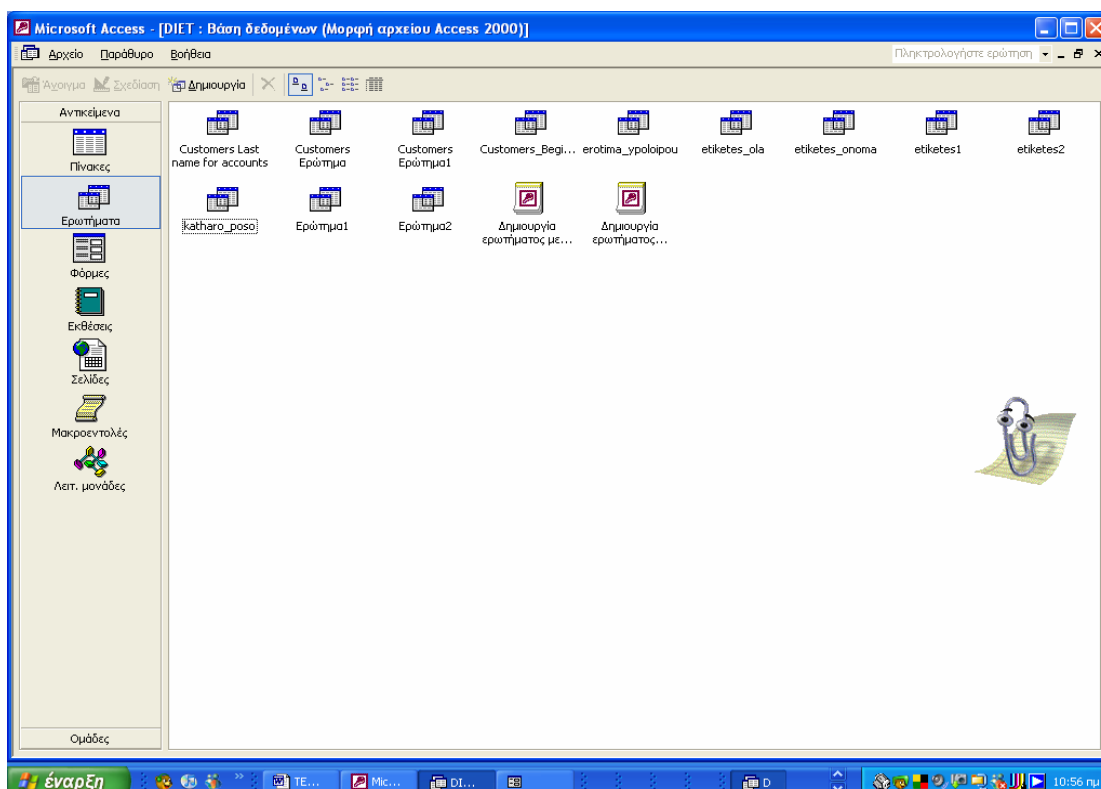 Microsoft Access - [DIET : Βάση δεδομένων (Μορφή αρχείου Access 2000)]
Αρχείο Παράθυρο Βοήθεια Πληκτρολογήστε ερώτηση
Άνοιγμα Σχεδίαση Δημιουργία
Αντικείμενα
Πίνακες
Ερωτήματα
Φόρμες
Εκθέσεις
Σελίδες
Μακροεντολές
Λειτ. μονάδες
Ομάδες
Customers Last
name for accounts
Customers
Ερώτημα
Customers
Ερώτημα1
Customers_Begi...
erotima_ypoloipou
etiketes_ola
etiketes_onoma
etiketes1
etiketes2
katharo_poso
Ερώτημα1
Ερώτημα2
Δημιουργία
ερωτήματος με...
Δημιουργία
ερωτήματος...
έναρξη » TE... Mic... DI... D 10:56 πμ